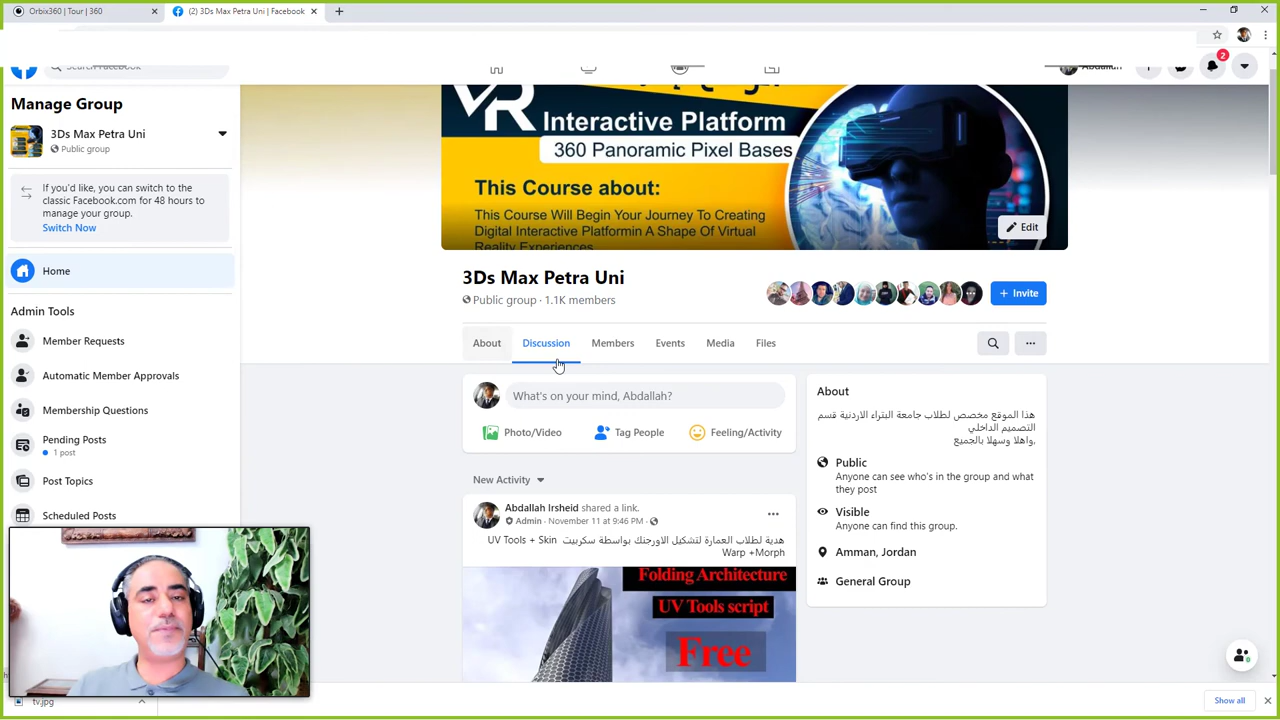 Orbix360 | Tour | 360
(2) 3Ds Max Petra Uni | Facebook
Search Facebook
Abdallah
2
Manage Group
3Ds Max Petra Uni
Public group
If you'd like, you can switch to the
classic Facebook.com for 48 hours to
manage your group.
Switch Now
Home
Admin Tools
Member Requests
Automatic Member Approvals
Membership Questions
Pending Posts
1 post
Post Topics
Scheduled Posts
VR
Interactive Platform
360 Panoramic Pixel Bases
This Course about:
This Course Will Begin Your Journey To Creating
Digital Interactive Platformin A Shape Of Virtual
Reality Experiences
Edit
3Ds Max Petra Uni
Public group · 1.1K members
+ Invite
About
Discussion
Members
Events
Media
Files
What's on your mind, Abdallah?
Photo/Video
Tag People
Feeling/Activity
New Activity
Abdallah Irsheid shared a link.
Admin · November 11 at 9:46 PM ·
هدية لطلاب العمارة لتشكيل الاورجنك بواسطة سكريبت UV Tools + Skin
Warp +Morph
Folding Architecture
UV Tools script
Free
About
هذا الموقع مخصص لطلاب جامعة البتراء الاردنية قسم
التصميم الداخلي
واهلا وسهلا بالجميع.
Public
Anyone can see who's in the group and what
they post
Visible
Anyone can find this group.
Amman, Jordan
General Group
tv.jpg
Show all